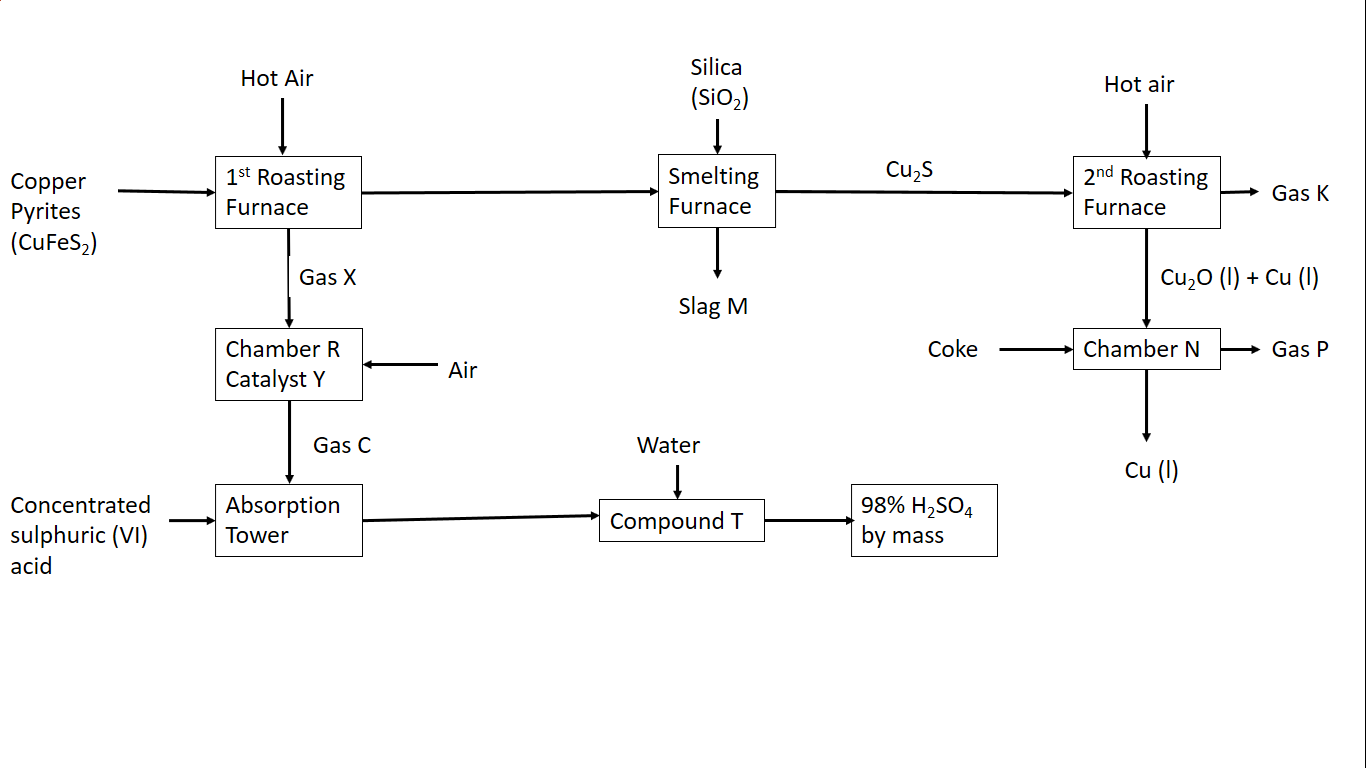 Hot Air
Silica
(SiO₂)
Hot air
Copper
Pyrites
(CuFeS₂)
1ˢᵗ Roasting
Furnace
Smelting
Furnace
Cu₂S
2ⁿᵈ Roasting
Furnace
Gas K
Gas X
Slag M
Cu₂O (l) + Cu (l)
Chamber R
Catalyst Y
Air
Coke
Chamber N
Gas P
Gas C
Water
Cu (l)
Concentrated
sulphuric (VI)
acid
Absorption
Tower
Compound T
98% H₂SO₄
by mass